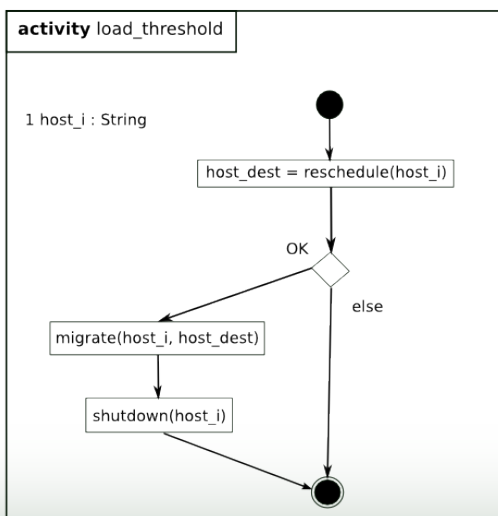 activity load_threshold
1 host_i : String
host_dest = reschedule(host_i)
OK
else
migrate(host_i, host_dest)
shutdown(host_i)